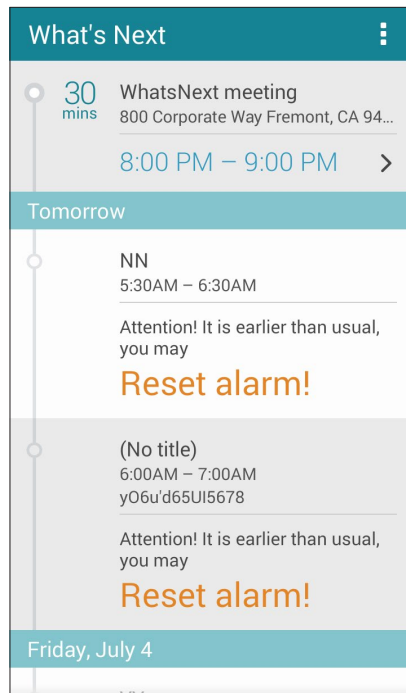 What's Next
30
mins
WhatsNext meeting
800 Corporate Way Fremont, CA 94...
8:00 PM – 9:00 PM
Tomorrow
NN
5:30AM – 6:30AM
Attention! It is earlier than usual,
you may
Reset alarm!
(No title)
6:00AM – 7:00AM
yO6u'd65UI5678
Attention! It is earlier than usual,
you may
Reset alarm!
Friday, July 4